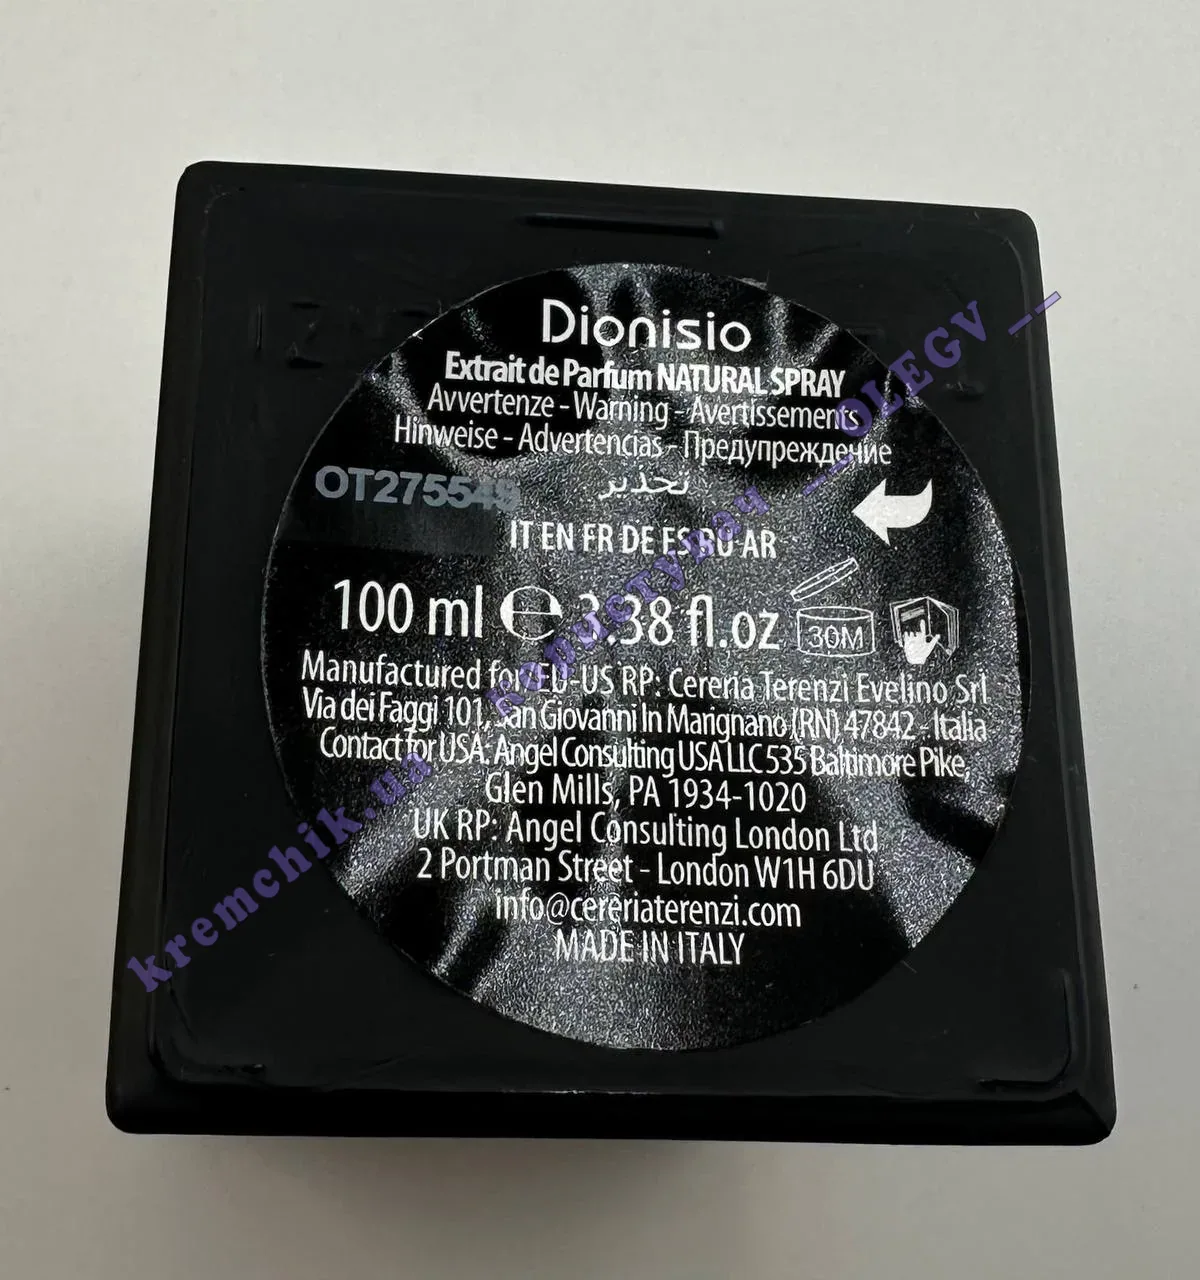 Dionisio
Extrait de Parfum NATURAL SPRAY
Avvertenze - Warning - Avertissements
Hinweise - Advertencias - Предупреждение
تحذير
OT275549
IT EN FR DE ES RU AR
100 ml ℮ 3.38 fl.oz
30M
Manufactured for EU-US RP: Cereria Terenzi Evelino Srl
Via dei Faggi 101, San Giovanni In Marignano (RN) 47842 - Italia
Contact for USA: Angel Consulting USA LLC 535 Baltimore Pike,
Glen Mills, PA 1934-1020
UK RP: Angel Consulting London Ltd
2 Portman Street - London W1H 6DU
info@cereriaterenzi.com
MADE IN ITALY
kremchik.ua користувач __OLEGV__